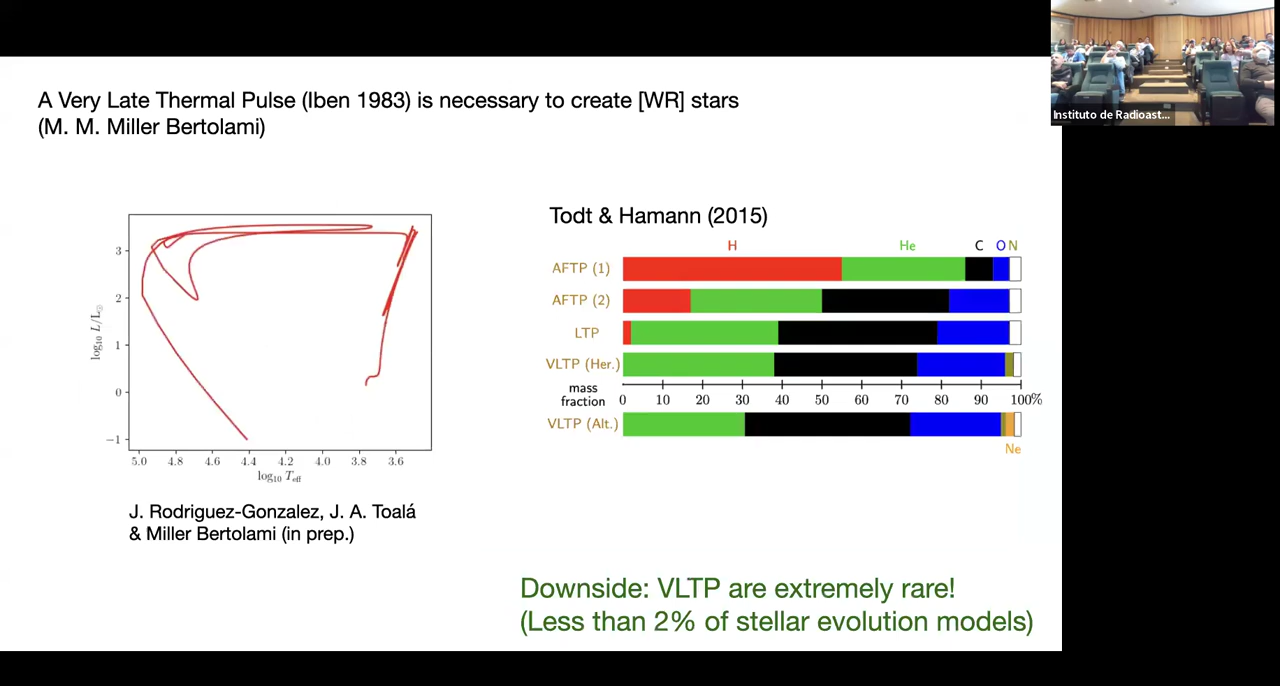 A Very Late Thermal Pulse (Iben 1983) is necessary to create [WR] stars
(M. M. Miller Bertolami)
Instituto de Radioast...
log₁₀ L/L☉
3
2
1
0
−1
5.0 4.8 4.6 4.4 4.2 4.0 3.8 3.6
log₁₀ Teff
J. Rodriguez-Gonzalez, J. A. Toalá
& Miller Bertolami (in prep.)
Todt & Hamann (2015)
H He C O N
AFTP (1)
AFTP (2)
LTP
VLTP (Her.)
mass
fraction 0 10 20 30 40 50 60 70 80 90 100%
VLTP (Alt.)
Ne
Downside: VLTP are extremely rare!
(Less than 2% of stellar evolution models)